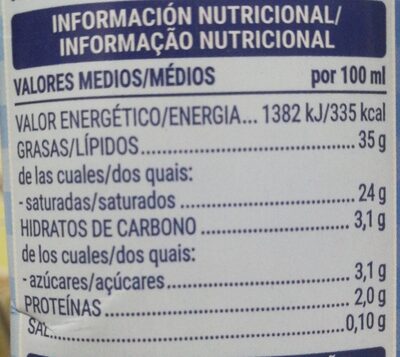 INFORMACIÓN NUTRICIONAL/
INFORMAÇÃO NUTRICIONAL
VALORES MEDIOS/MÉDIOS por 100 ml
VALOR ENERGÉTICO/ENERGIA... 1382 kJ/335 kcal
GRASAS/LÍPIDOS 35 g
de las cuales/dos quais:
- saturadas/saturados 24 g
HIDRATOS DE CARBONO 3,1 g
de los cuales/dos quais:
- azúcares/açúcares 3,1 g
PROTEÍNAS 2,0 g
SAL 0,10 g